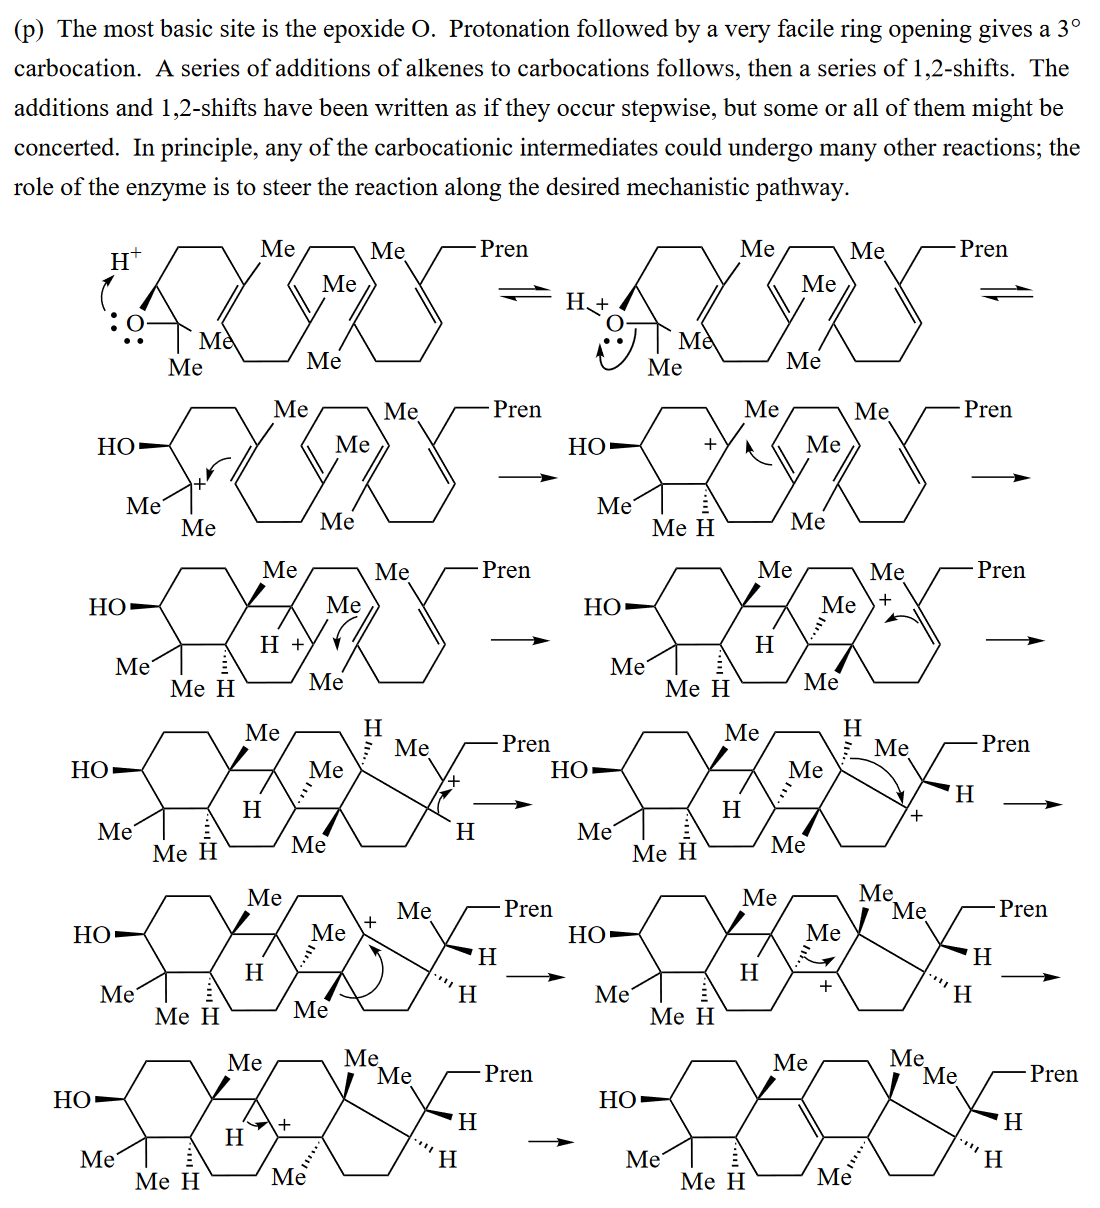 (p) The most basic site is the epoxide O. Protonation followed by a very facile ring opening gives a 3°
carbocation. A series of additions of alkenes to carbocations follows, then a series of 1,2-shifts. The
additions and 1,2-shifts have been written as if they occur stepwise, but some or all of them might be
concerted. In principle, any of the carbocationic intermediates could undergo many other reactions; the
role of the enzyme is to steer the reaction along the desired mechanistic pathway.
H+ Me Me Pren Me Me Pren
Me Me
:O Me H + O Me
Me Me Me Me
Me Me Pren Me Me Pren
HO Me HO + Me
+
Me Me Me Me Me H Me
Me Me Pren Me Me Pren
HO Me HO Me +
H + H
Me Me H Me Me Me H Me
Me H Me Pren Me H Me Pren
HO Me + HO Me H
H H H +
Me Me H Me Me Me H Me
Me + Me Pren Me Me Me Pren
HO Me H HO Me H
H H H + H
Me Me H Me Me Me H
Me Me Me Pren Me Me Me Pren
HO + H HO H
H H H
Me Me H Me Me Me H Me